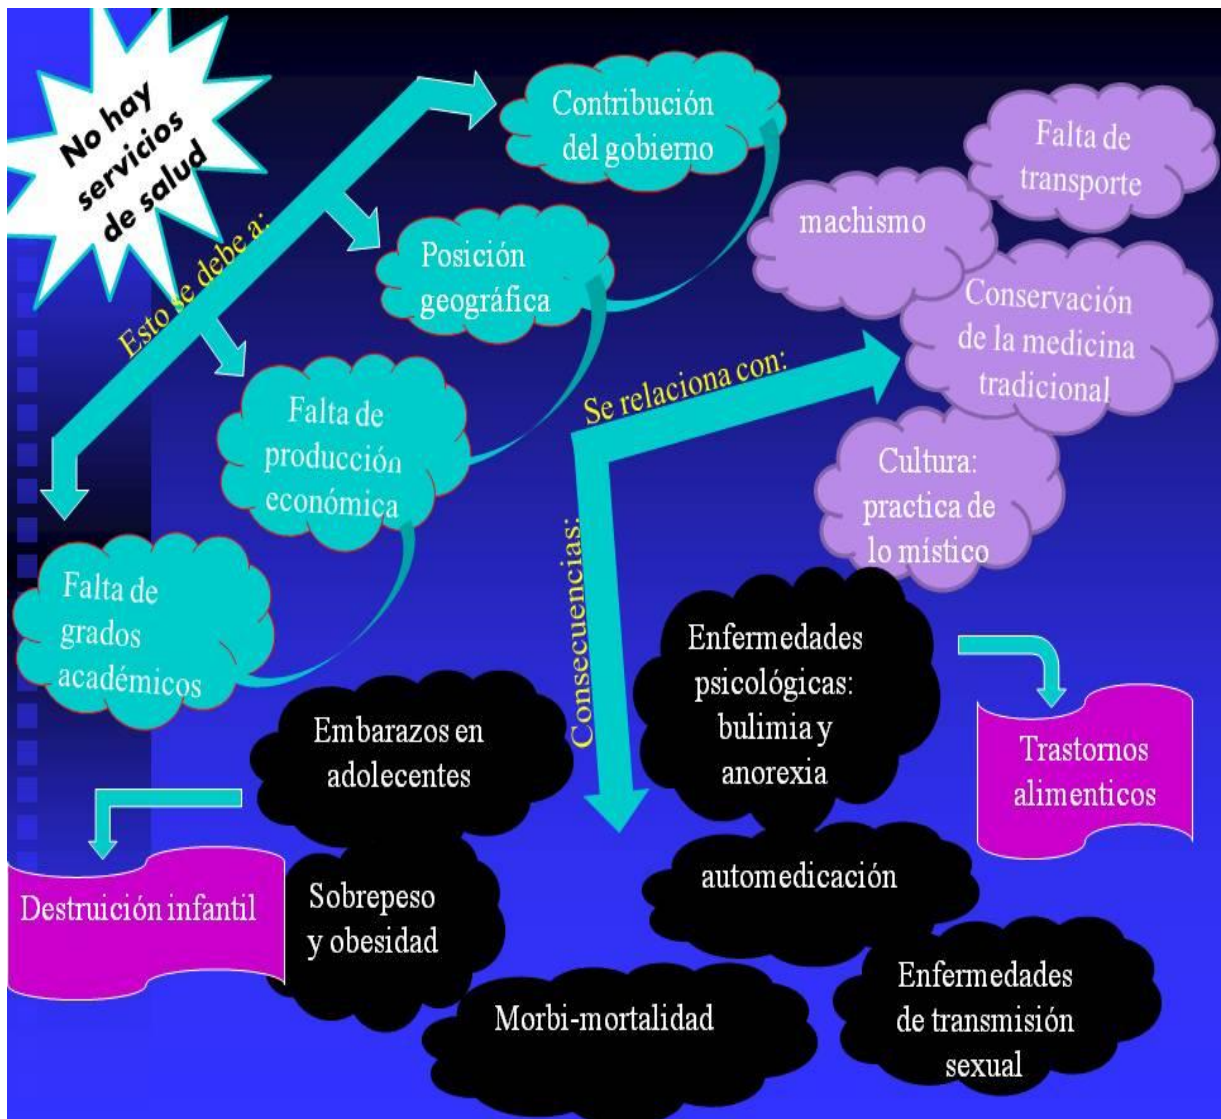 No hay
servicios
de salud
Esto se debe a:
Contribución
del gobierno
Posición
geográfica
Falta de
producción
económica
Falta de
grados
académicos
Se relaciona con:
Falta de
transporte
machismo
Conservación
de la medicina
tradicional
Cultura:
practica de
lo místico
Consecuencias:
Enfermedades
psicológicas:
bulimia y
anorexia
Trastornos
alimenticos
Embarazos en
adolecentes
Destruición infantil
Sobrepeso
y obesidad
automedicación
Morbi-mortalidad
Enfermedades
de transmisión
sexual